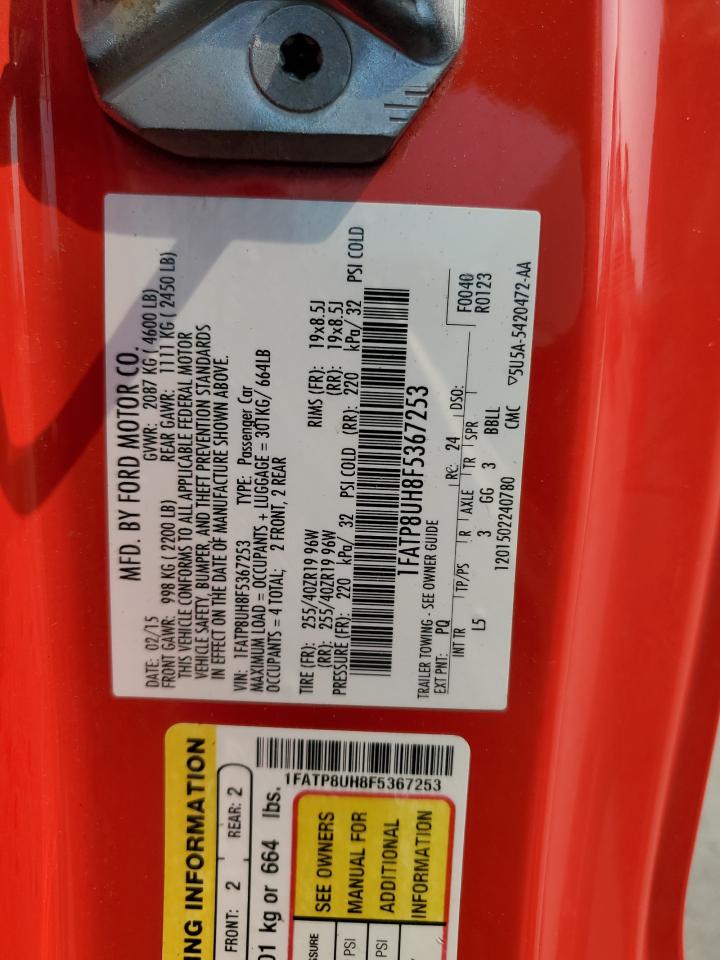 MFD. BY FORD MOTOR CO.
DATE: 02/15 GVWR: 2087 KG ( 4600 LB)
FRONT GAWR: 998 KG ( 2200 LB) REAR GAWR: 1111 KG ( 2450 LB)
THIS VEHICLE CONFORMS TO ALL APPLICABLE FEDERAL MOTOR
VEHICLE SAFETY, BUMPER, AND THEFT PREVENTION STANDARDS
IN EFFECT ON THE DATE OF MANUFACTURE SHOWN ABOVE.
VIN: 1FATP8UH8F5367253 TYPE: Passenger Car
MAXIMUM LOAD = OCCUPANTS + LUGGAGE = 301KG/ 664LB
OCCUPANTS = 4 TOTAL; 2 FRONT, 2 REAR
TIRE (FR): 255/40ZR19 96W RIMS (FR): 19x8.5J
(RR): 255/40ZR19 96W (RR): 19x8.5J
PRESSURE (FR): 220 kPa/ 32 PSI COLD (RR): 220 kPa/ 32 PSI COLD
1FATP8UH8F5367253
TRAILER TOWING - SEE OWNER GUIDE F0040
EXT PNT: PQ RC: 24 DSO: R0123
INT TR TP/PS R AXLE TR SPR
L5 3 GG 3 BBLL
1201502240780 CMC ▽5U5A-5420472-AA
1FATP8UH8F5367253
ING INFORMATION
FRONT: 2 REAR: 2
01 kg or 664 lbs.
SEE OWNERS
MANUAL FOR
ADDITIONAL
INFORMATION
SSURE
PSI
PSI